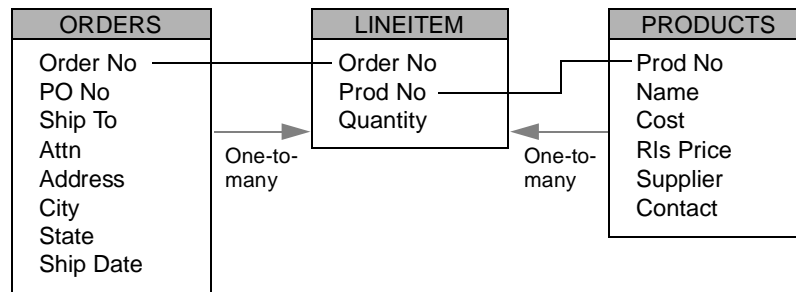 ORDERS
Order No
PO No
Ship To
Attn
Address
City
State
Ship Date
One-to-
many
LINEITEM
Order No
Prod No
Quantity
One-to-
many
PRODUCTS
Prod No
Name
Cost
Rls Price
Supplier
Contact